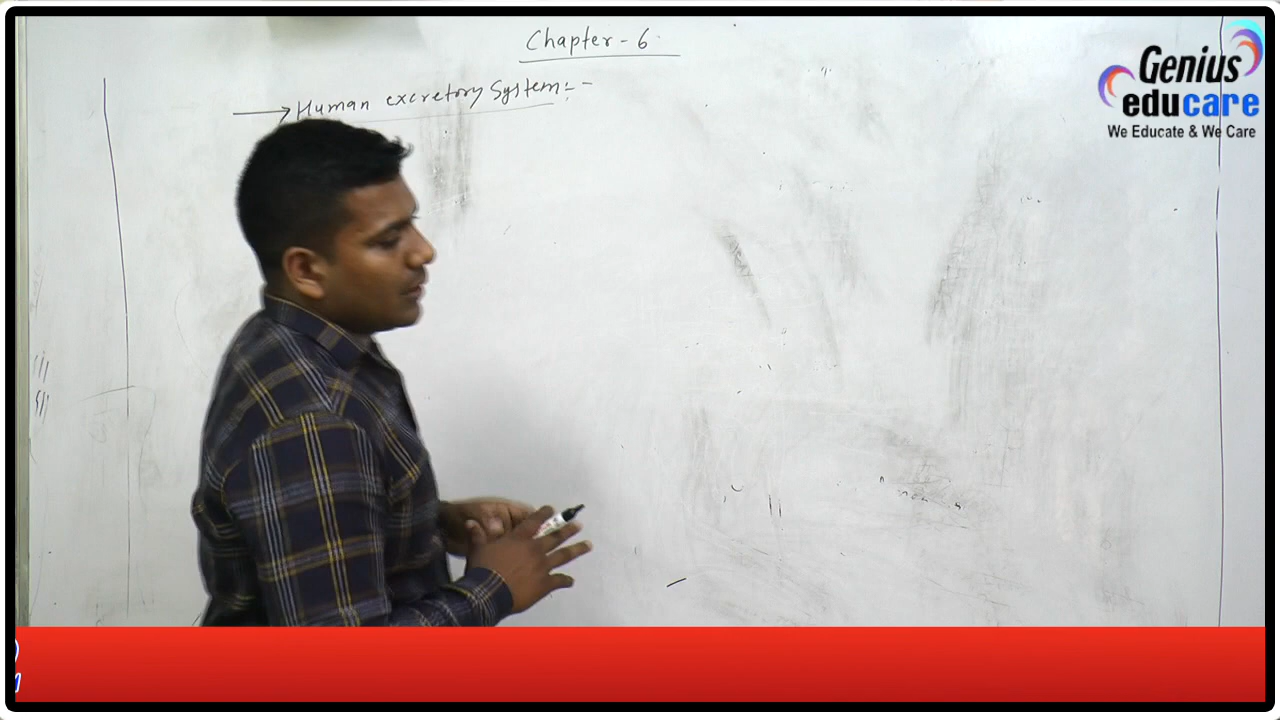 Chapter - 6
→ Human excretory System :-
Genius
educare
We Educate & We Care